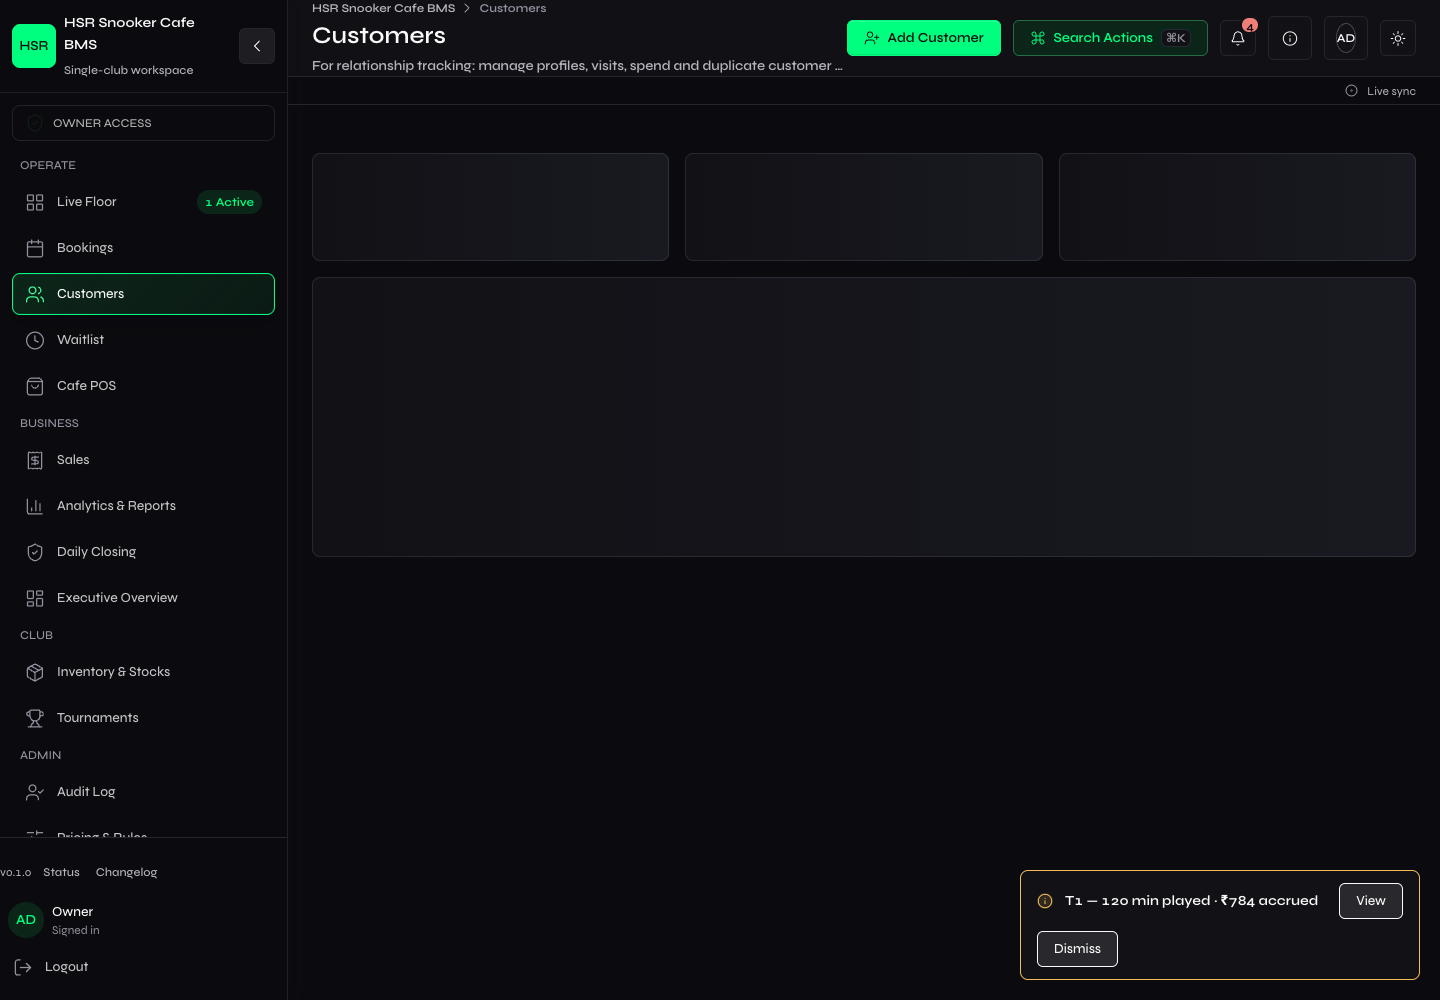 HSR
HSR Snooker Cafe
BMS
Single-club workspace
OWNER ACCESS
OPERATE
Live Floor
1 Active
Bookings
Customers
Waitlist
Cafe POS
BUSINESS
Sales
Analytics & Reports
Daily Closing
Executive Overview
CLUB
Inventory & Stocks
Tournaments
ADMIN
Audit Log
Pricing & Rules
v0.1.0 Status Changelog
AD
Owner
Signed in
Logout
HSR Snooker Cafe BMS > Customers
Customers
For relationship tracking: manage profiles, visits, spend and duplicate customer ...
Add Customer
Search Actions ⌘K
4
AD
Live sync
T1 — 120 min played · ₹784 accrued
View
Dismiss